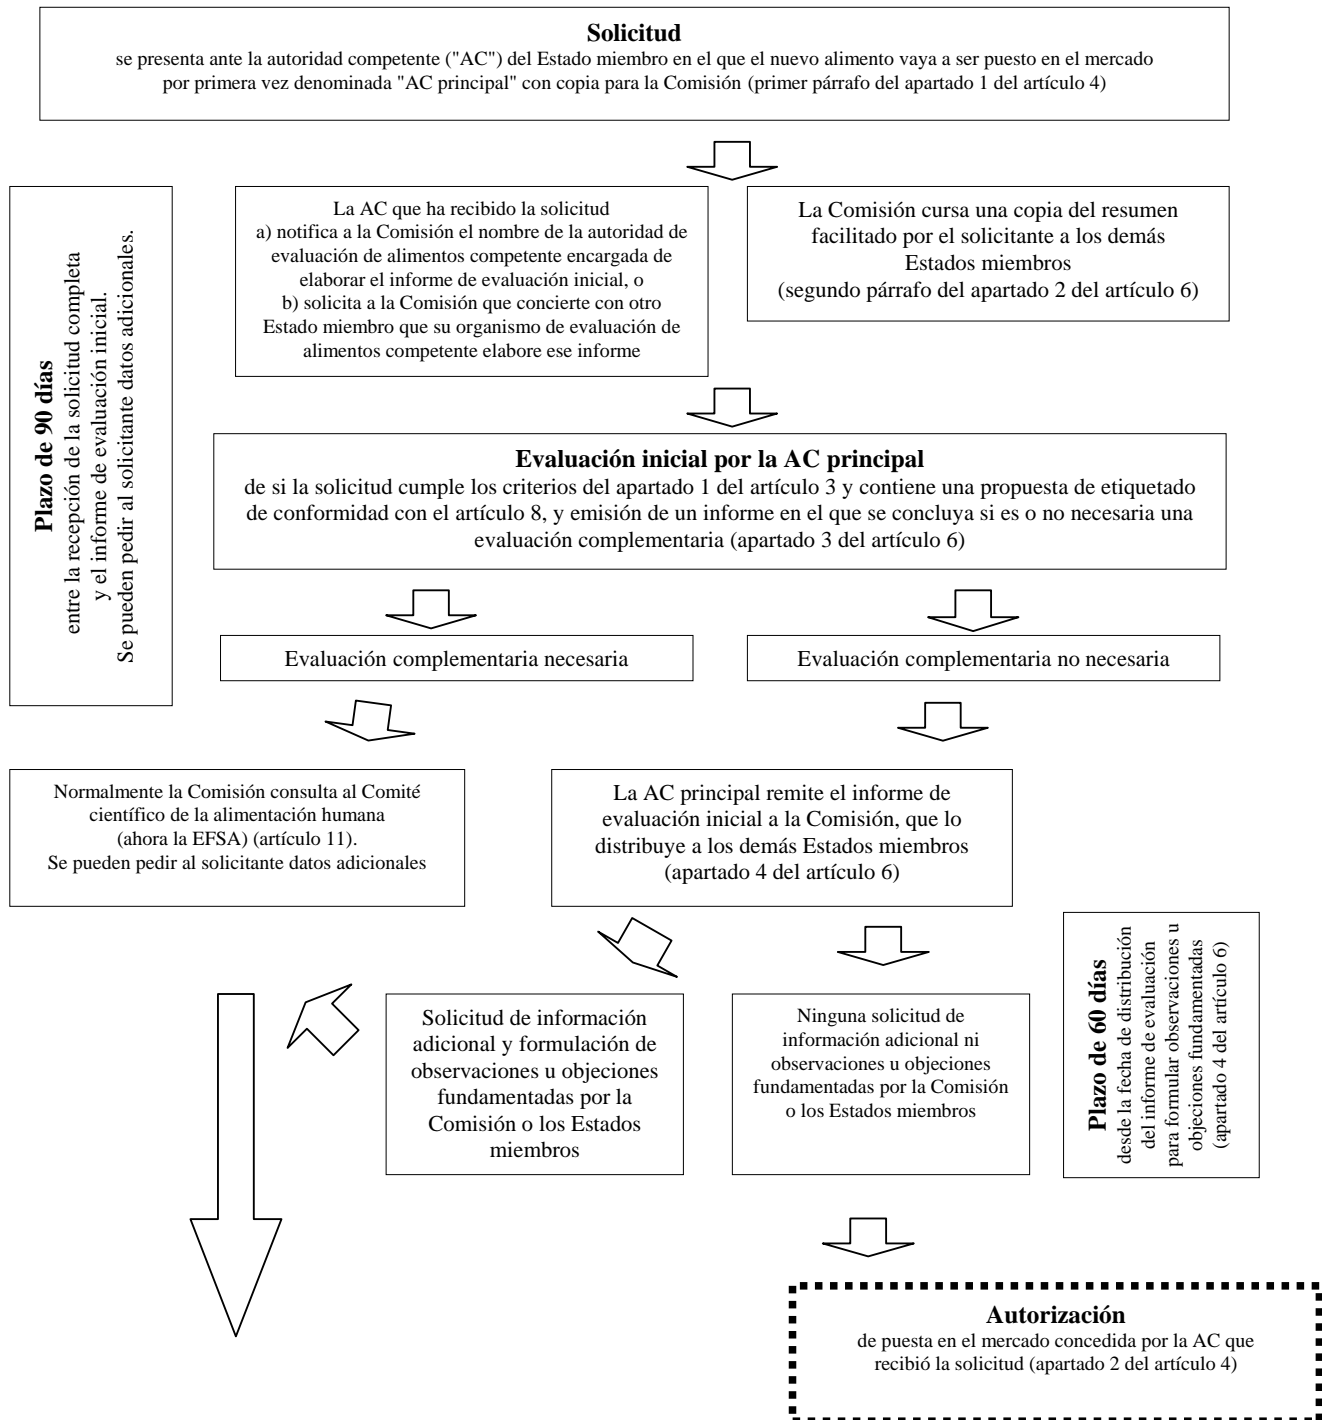 Solicitud
se presenta ante la autoridad competente ("AC") del Estado miembro en el que el nuevo alimento vaya a ser puesto en el mercado
por primera vez denominada "AC principal" con copia para la Comisión (primer párrafo del apartado 1 del artículo 4)
Plazo de 90 días
entre la recepción de la solicitud completa
y el informe de evaluación inicial.
Se pueden pedir al solicitante datos adicionales.
La AC que ha recibido la solicitud
a) notifica a la Comisión el nombre de la autoridad de
evaluación de alimentos competente encargada de
elaborar el informe de evaluación inicial, o
b) solicita a la Comisión que concierte con otro
Estado miembro que su organismo de evaluación de
alimentos competente elabore ese informe
La Comisión cursa una copia del resumen
facilitado por el solicitante a los demás
Estados miembros
(segundo párrafo del apartado 2 del artículo 6)
Evaluación inicial por la AC principal
de si la solicitud cumple los criterios del apartado 1 del artículo 3 y contiene una propuesta de etiquetado
de conformidad con el artículo 8, y emisión de un informe en el que se concluya si es o no necesaria una
evaluación complementaria (apartado 3 del artículo 6)
Evaluación complementaria necesaria
Evaluación complementaria no necesaria
Normalmente la Comisión consulta al Comité
científico de la alimentación humana
(ahora la EFSA) (artículo 11).
Se pueden pedir al solicitante datos adicionales
La AC principal remite el informe de
evaluación inicial a la Comisión, que lo
distribuye a los demás Estados miembros
(apartado 4 del artículo 6)
Solicitud de información
adicional y formulación de
observaciones u objeciones
fundamentadas por la
Comisión o los Estados
miembros
Ninguna solicitud de
información adicional ni
observaciones u objeciones
fundamentadas por la Comisión
o los Estados miembros
Plazo de 60 días
desde la fecha de distribución
del informe de evaluación
para formular observaciones u
objeciones fundamentadas
(apartado 4 del artículo 6)
Autorización
de puesta en el mercado concedida por la AC que
recibió la solicitud (apartado 2 del artículo 4)